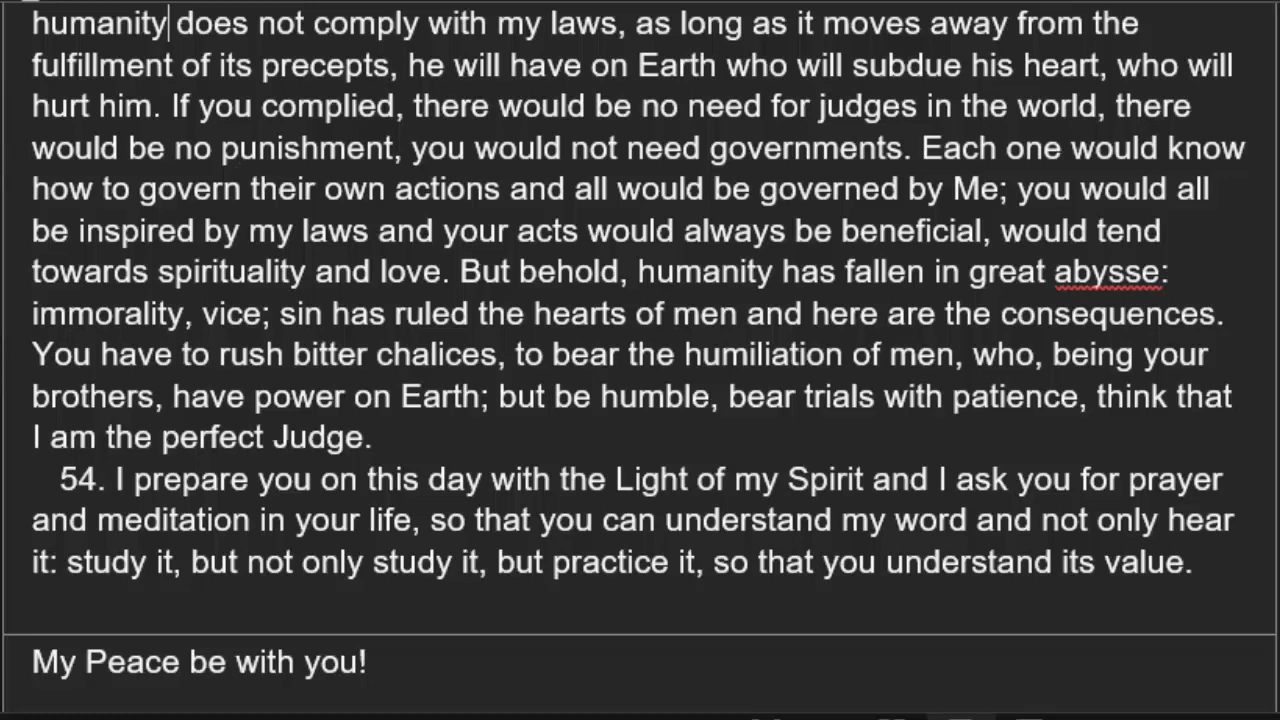 humanity does not comply with my laws, as long as it moves away from the
fulfillment of its precepts, he will have on Earth who will subdue his heart, who will
hurt him. If you complied, there would be no need for judges in the world, there
would be no punishment, you would not need governments. Each one would know
how to govern their own actions and all would be governed by Me; you would all
be inspired by my laws and your acts would always be beneficial, would tend
towards spirituality and love. But behold, humanity has fallen in great abysse:
immorality, vice; sin has ruled the hearts of men and here are the consequences.
You have to rush bitter chalices, to bear the humiliation of men, who, being your
brothers, have power on Earth; but be humble, bear trials with patience, think that
I am the perfect Judge.
54. I prepare you on this day with the Light of my Spirit and I ask you for prayer
and meditation in your life, so that you can understand my word and not only hear
it: study it, but not only study it, but practice it, so that you understand its value.
My Peace be with you!